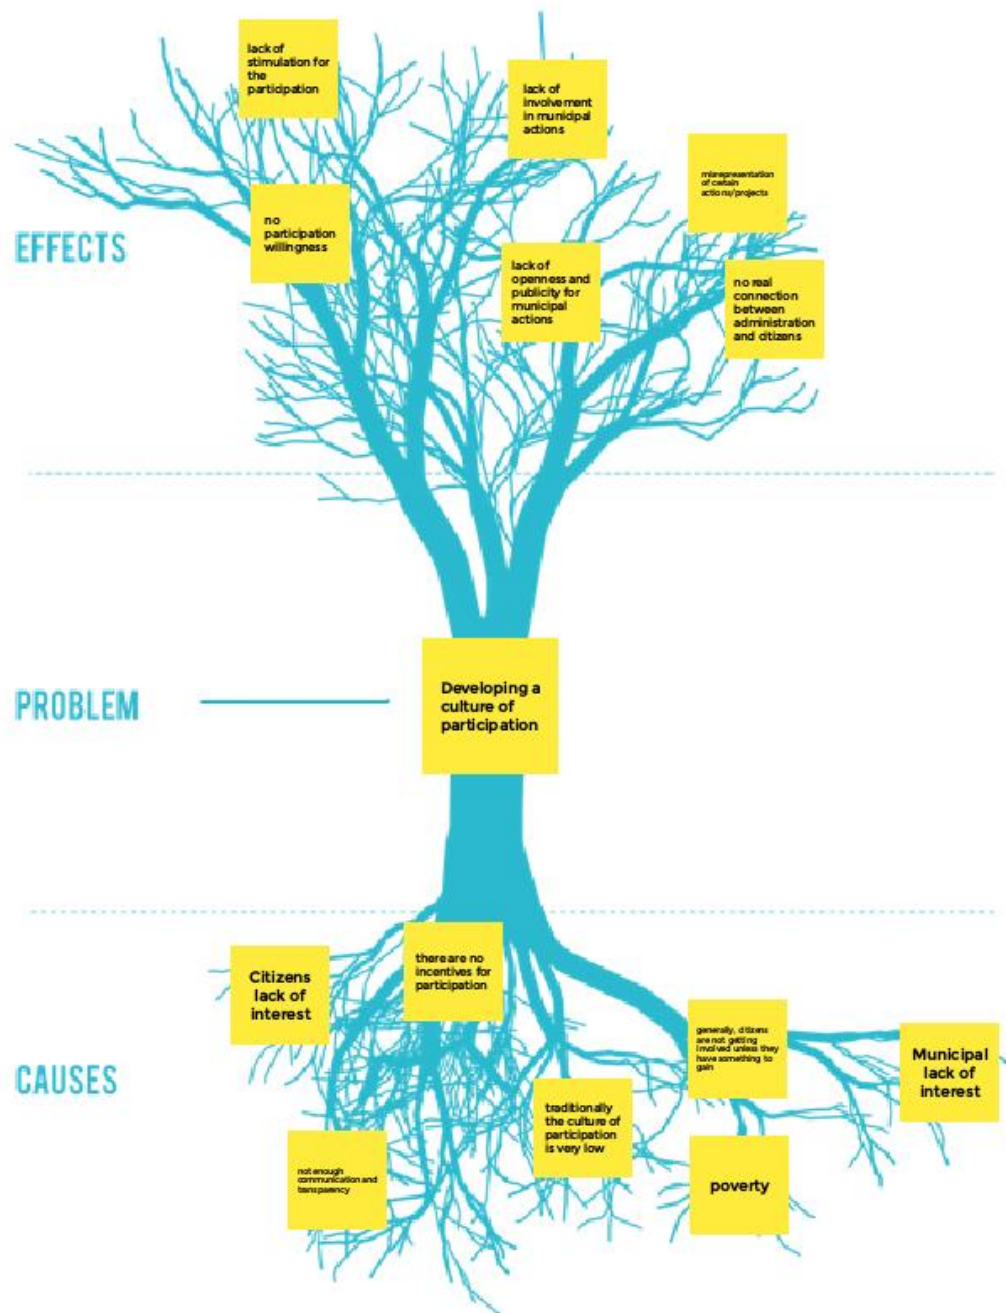 lack of
stimulation for
the
participation
lack of
involvement
in municipal
actions
misrepresentation
of certain
actions/projects
no
participation
willingness
EFFECTS
lack of
openness and
publicity for
municipal
actions
no real
connection
between
administration
and citizens
PROBLEM
Developing a
culture of
participation
Citizens
lack of
interest
there are no
incentives for
participation
generally, citizens
are not getting
involved unless they
have something to
gain
Municipal
lack of
interest
CAUSES
traditionally
the culture of
participation
is very low
not enough
communication and
transparency
poverty